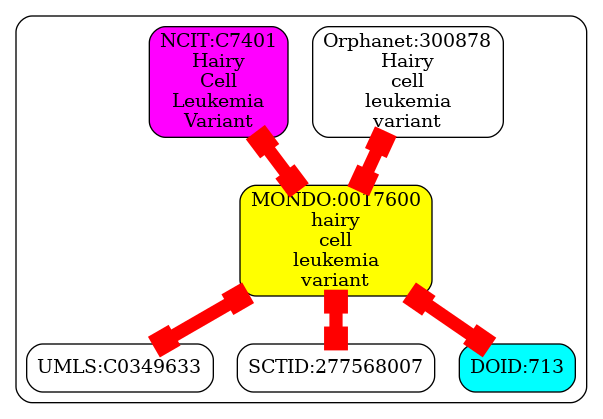 NCIT:C7401
Hairy
Cell
Leukemia
Variant
Orphanet:300878
Hairy
cell
leukemia
variant
MONDO:0017600
hairy
cell
leukemia
variant
UMLS:C0349633
SCTID:277568007
DOID:713